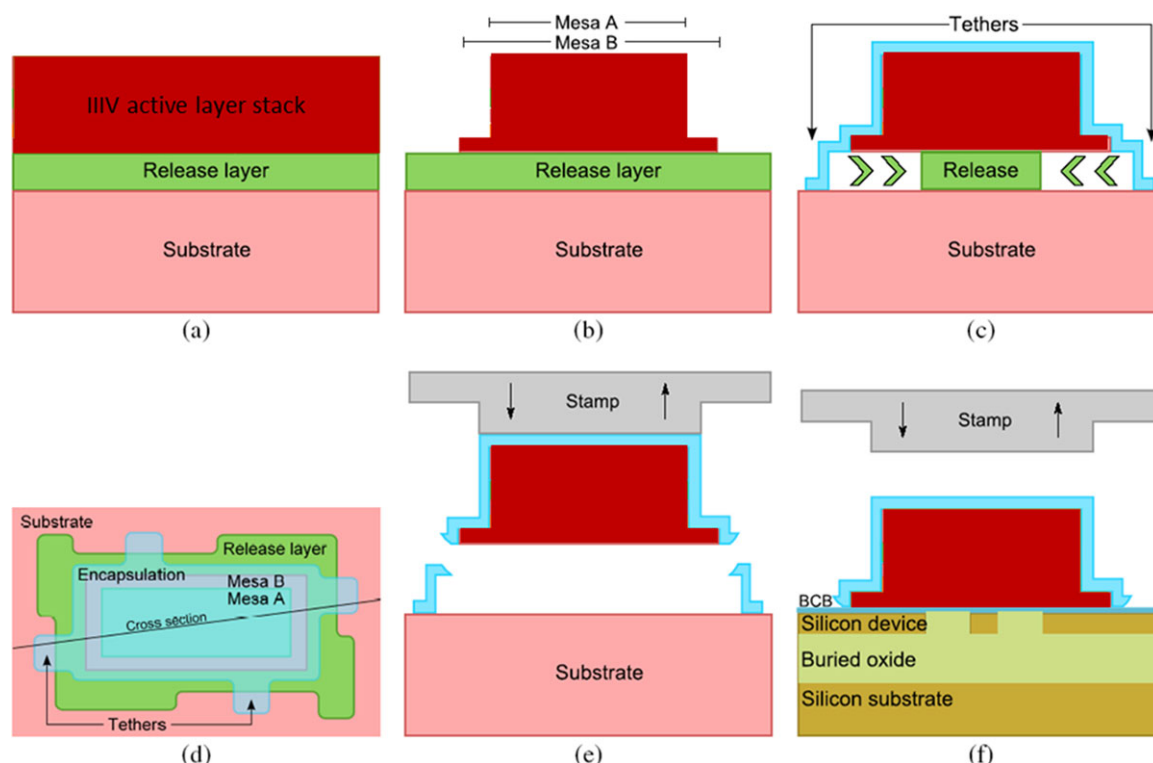 IIIV active layer stack
Release layer
Substrate
(a)
Mesa A
Mesa B
Release layer
Substrate
(b)
Tethers
Release
Substrate
(c)
Substrate
Release layer
Encapsulation
Mesa B
Mesa A
Cross section
Tethers
(d)
Stamp
Substrate
(e)
Stamp
BCB
Silicon device
Buried oxide
Silicon substrate
(f)